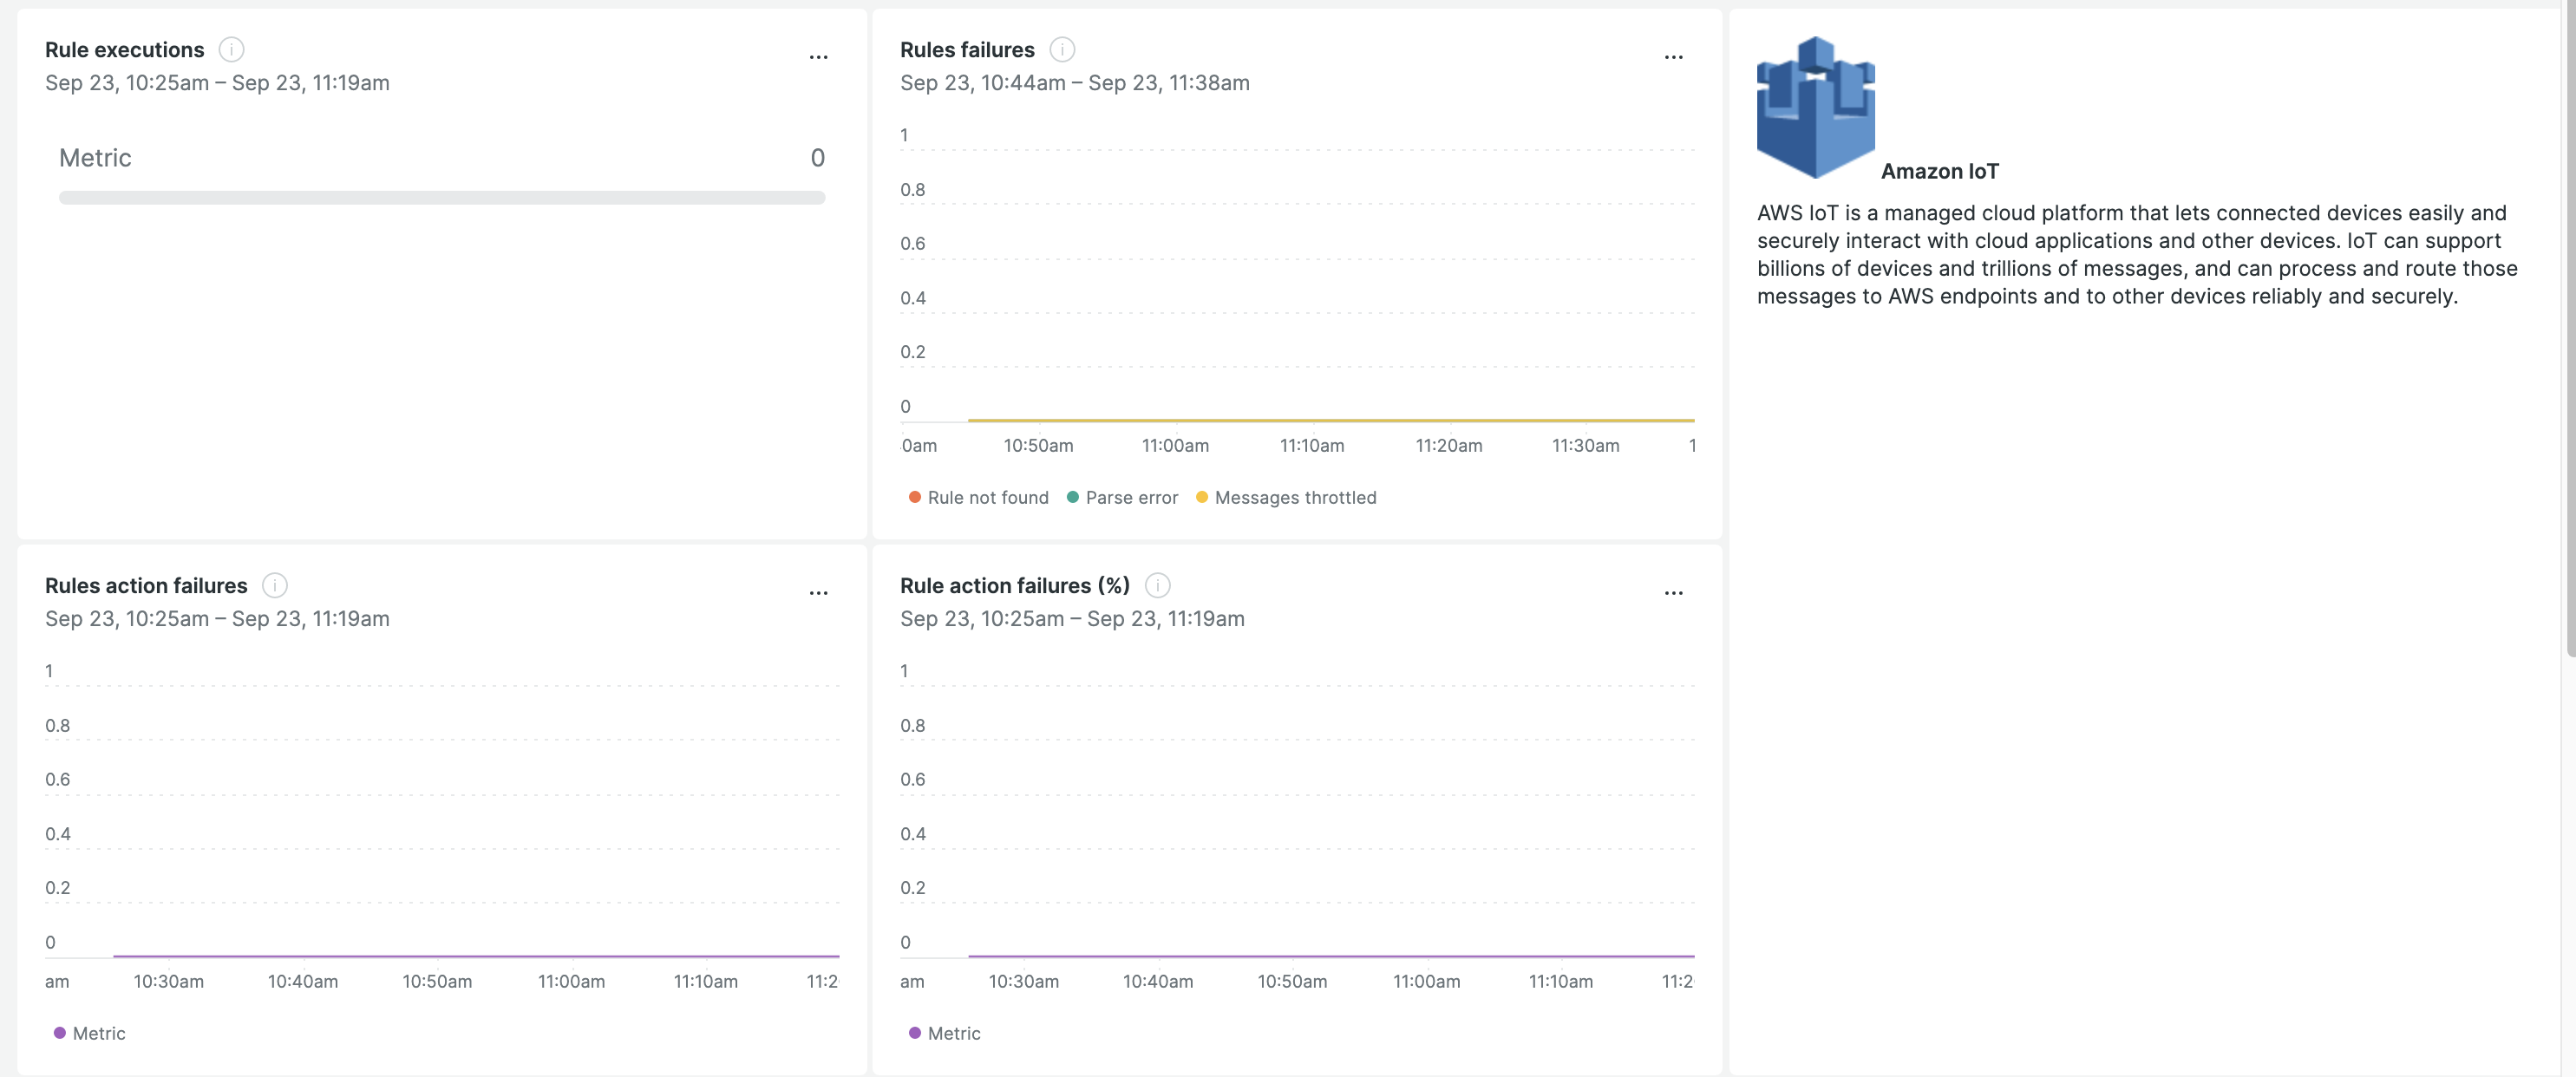 Rule executions
Sep 23, 10:25am – Sep 23, 11:19am
...
Metric 0
Rules failures
Sep 23, 10:44am – Sep 23, 11:38am
...
1
0.8
0.6
0.4
0.2
0
0am 10:50am 11:00am 11:10am 11:20am 11:30am 1
Rule not found Parse error Messages throttled
Amazon IoT
AWS IoT is a managed cloud platform that lets connected devices easily and
securely interact with cloud applications and other devices. IoT can support
billions of devices and trillions of messages, and can process and route those
messages to AWS endpoints and to other devices reliably and securely.
Rules action failures
Sep 23, 10:25am – Sep 23, 11:19am
...
1
0.8
0.6
0.4
0.2
0
am 10:30am 10:40am 10:50am 11:00am 11:10am 11:2
Metric
Rule action failures (%)
Sep 23, 10:25am – Sep 23, 11:19am
...
1
0.8
0.6
0.4
0.2
0
am 10:30am 10:40am 10:50am 11:00am 11:10am 11:2
Metric